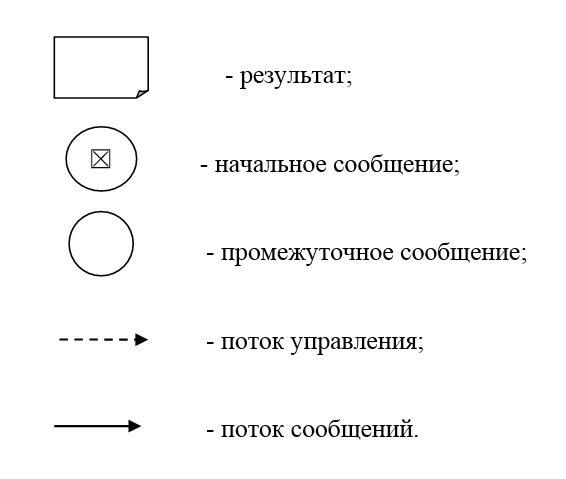 - результат;
- начальное сообщение;
- промежуточное сообщение;
- поток управления;
- поток сообщений.